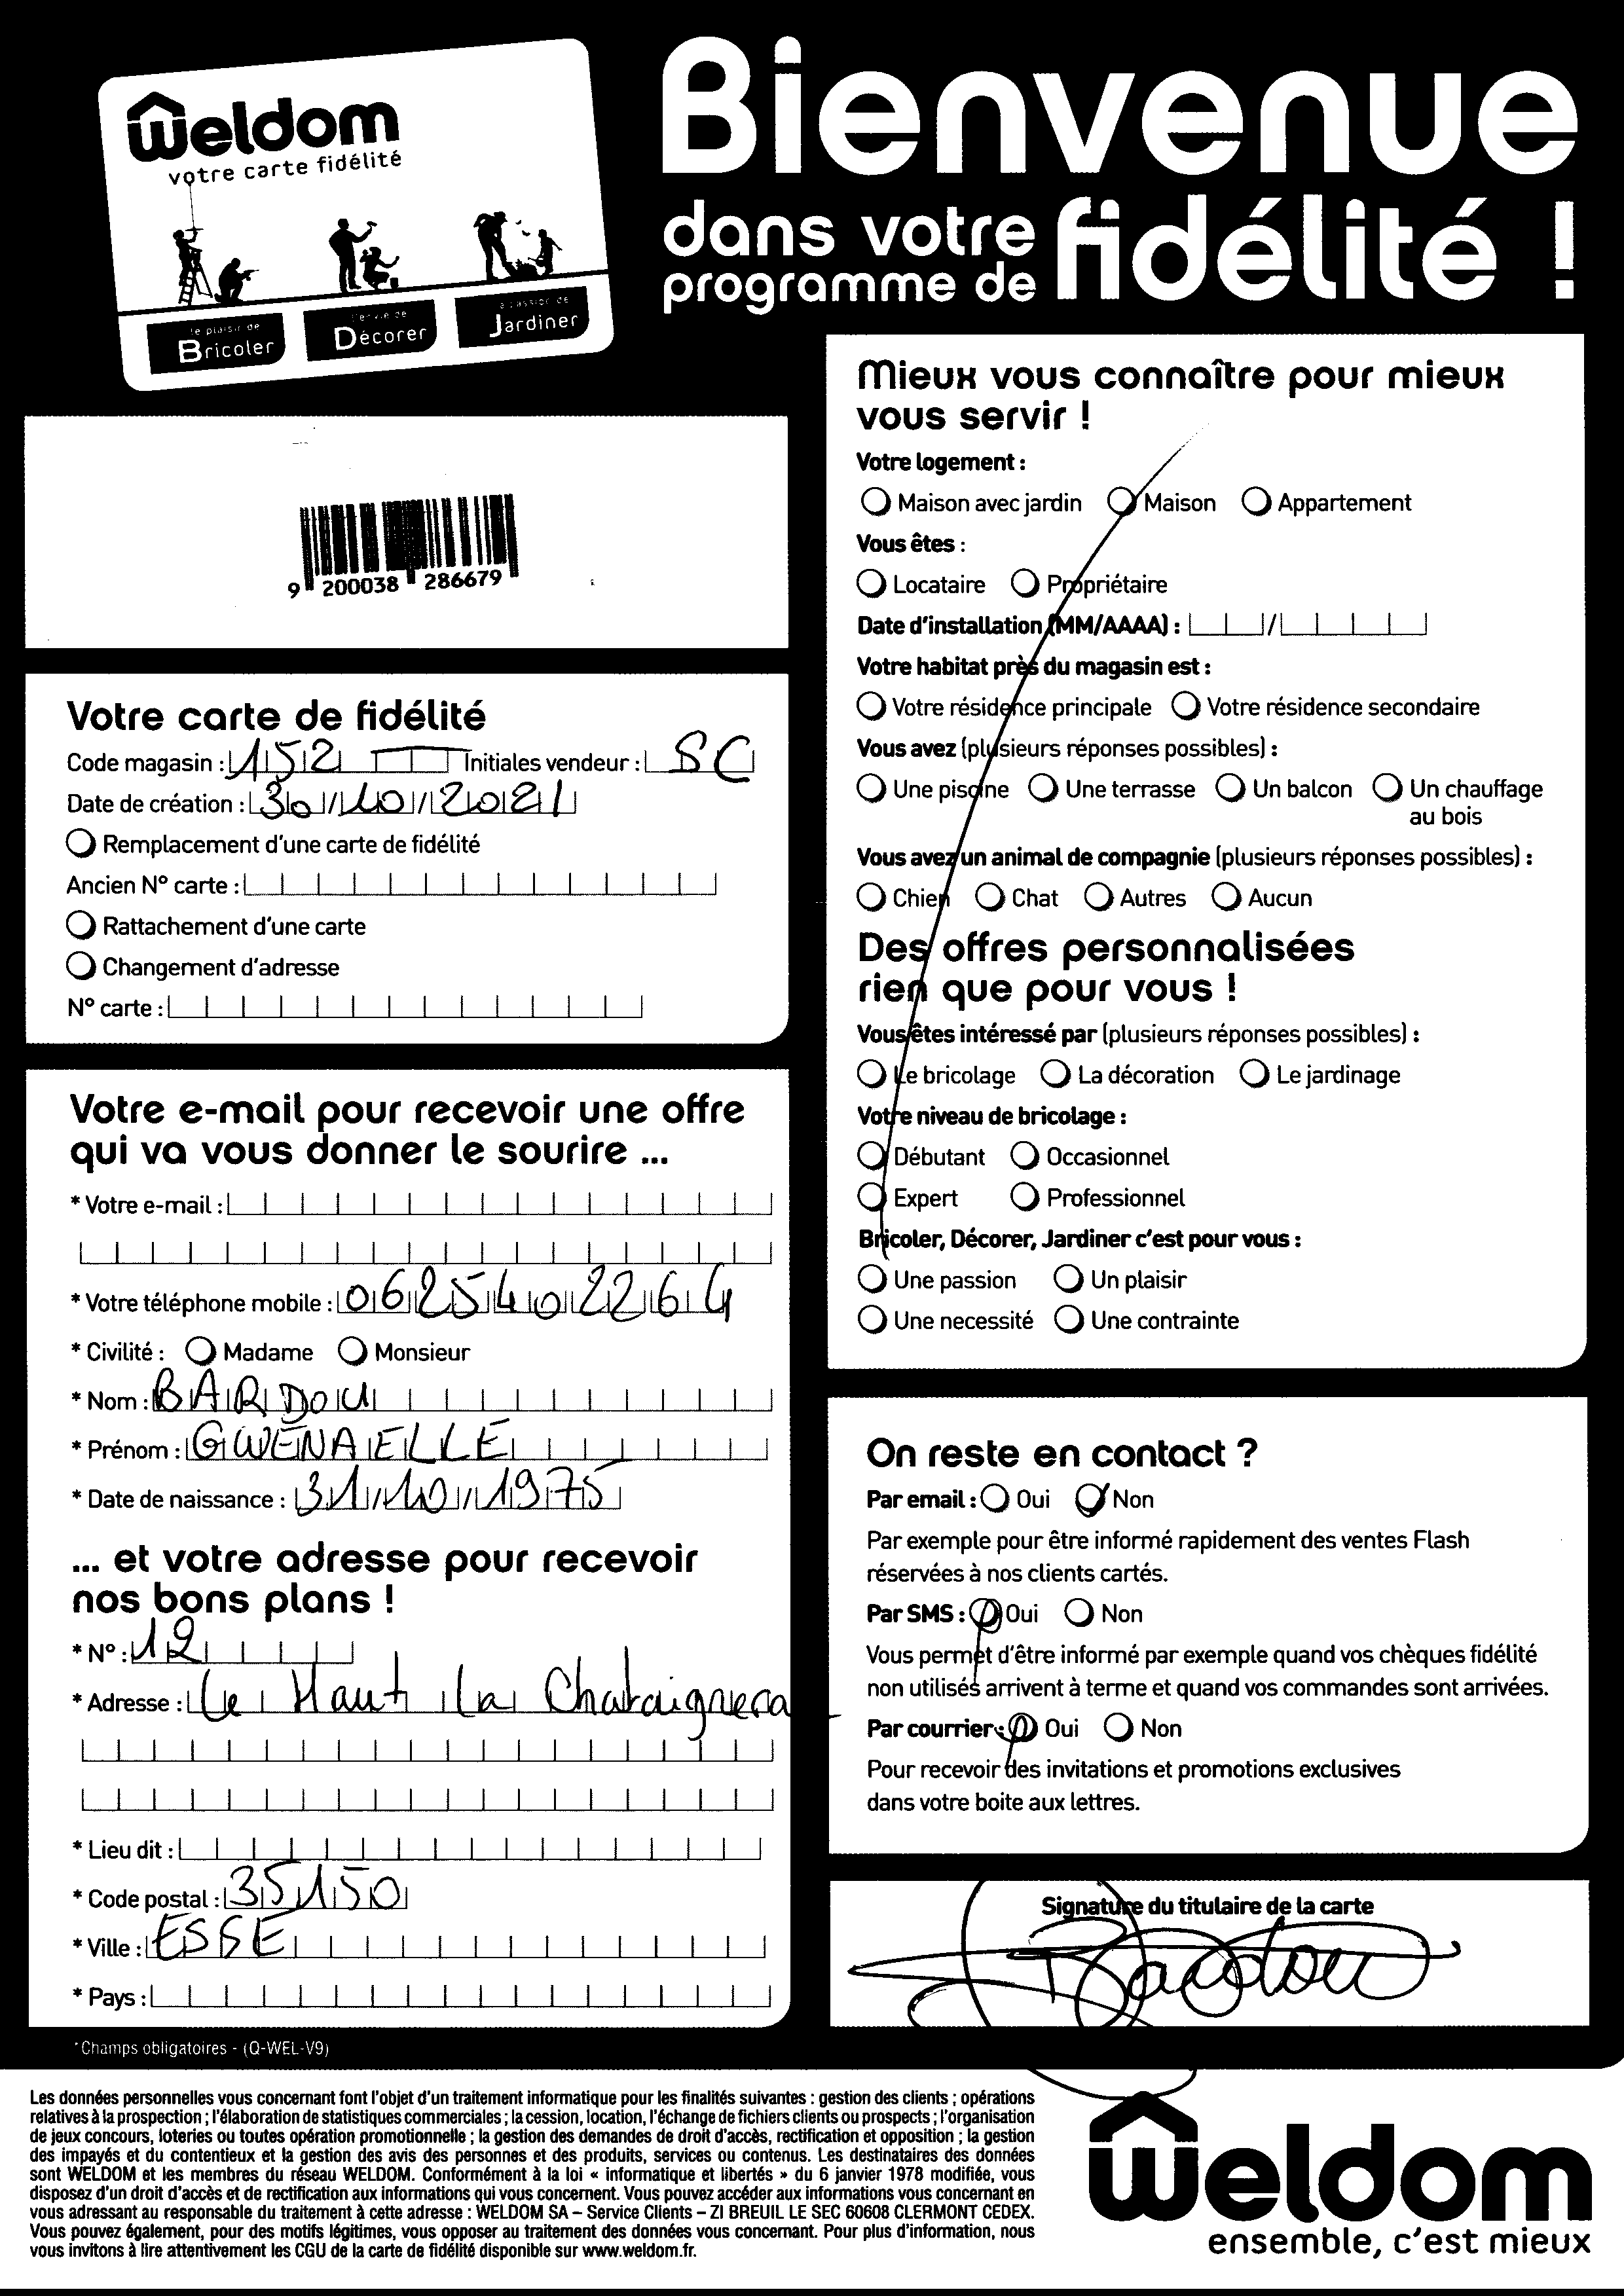 Weldom
votre carte fidélité
le plaisir de
Bricoler
l'envie de
Décorer
la passion de
Jardiner
Bienvenue
dans votre
programme de
fidélité !
9 200038 286679
Votre carte de fidélité
Code magasin : 152 Initiales vendeur : SC
Date de création : 30/10/2021
Remplacement d'une carte de fidélité
Ancien N° carte :
Rattachement d'une carte
Changement d'adresse
N° carte :
Votre e-mail pour recevoir une offre
qui va vous donner le sourire ...
* Votre e-mail :
* Votre téléphone mobile : 0625402264
* Civilité : Madame Monsieur
* Nom : BARDOU
* Prénom : GWENAELLE
* Date de naissance : 31/10/1975
... et votre adresse pour recevoir
nos bons plans !
* N° : 12
* Adresse : Le Haut la Chataignera
* Lieu dit :
* Code postal : 35150
* Ville : ESSE
* Pays :
*Champs obligatoires - (Q-WEL-V9)
Mieux vous connaître pour mieux
vous servir !
Votre logement :
Maison avec jardin Maison Appartement
Vous êtes :
Locataire Propriétaire
Date d'installation (MM/AAAA) : /
Votre habitat près du magasin est :
Votre résidence principale Votre résidence secondaire
Vous avez (plusieurs réponses possibles) :
Une piscine Une terrasse Un balcon Un chauffage
au bois
Vous avez un animal de compagnie (plusieurs réponses possibles) :
Chien Chat Autres Aucun
Des offres personnalisées
rien que pour vous !
Vous êtes intéressé par (plusieurs réponses possibles) :
Le bricolage La décoration Le jardinage
Votre niveau de bricolage :
Débutant Occasionnel
Expert Professionnel
Bricoler, Décorer, Jardiner c'est pour vous :
Une passion Un plaisir
Une necessité Une contrainte
On reste en contact ?
Par email : Oui Non
Par exemple pour être informé rapidement des ventes Flash
réservées à nos clients cartés.
Par SMS : Oui Non
Vous permet d'être informé par exemple quand vos chèques fidélité
non utilisés arrivent à terme et quand vos commandes sont arrivées.
Par courrier : Oui Non
Pour recevoir des invitations et promotions exclusives
dans votre boite aux lettres.
Signature du titulaire de la carte
Bardou
Les données personnelles vous concernant font l'objet d'un traitement informatique pour les finalités suivantes : gestion des clients ; opérations
relatives à la prospection ; l'élaboration de statistiques commerciales ; la cession, location, l'échange de fichiers clients ou prospects ; l'organisation
de jeux concours, loteries ou toutes opération promotionnelle ; la gestion des demandes de droit d'accès, rectification et opposition ; la gestion
des impayés et du contentieux et la gestion des avis des personnes et des produits, services ou contenus. Les destinataires des données
sont WELDOM et les membres du réseau WELDOM. Conformément à la loi « informatique et libertés » du 6 janvier 1978 modifiée, vous
disposez d'un droit d'accès et de rectification aux informations qui vous concernent. Vous pouvez accéder aux informations vous concernant en
vous adressant au responsable du traitement à cette adresse : WELDOM SA – Service Clients – ZI BREUIL LE SEC 60608 CLERMONT CEDEX.
Vous pouvez également, pour des motifs légitimes, vous opposer au traitement des données vous concernant. Pour plus d'information, nous
vous invitons à lire attentivement les CGU de la carte de fidélité disponible sur www.weldom.fr.
Weldom
ensemble, c'est mieux